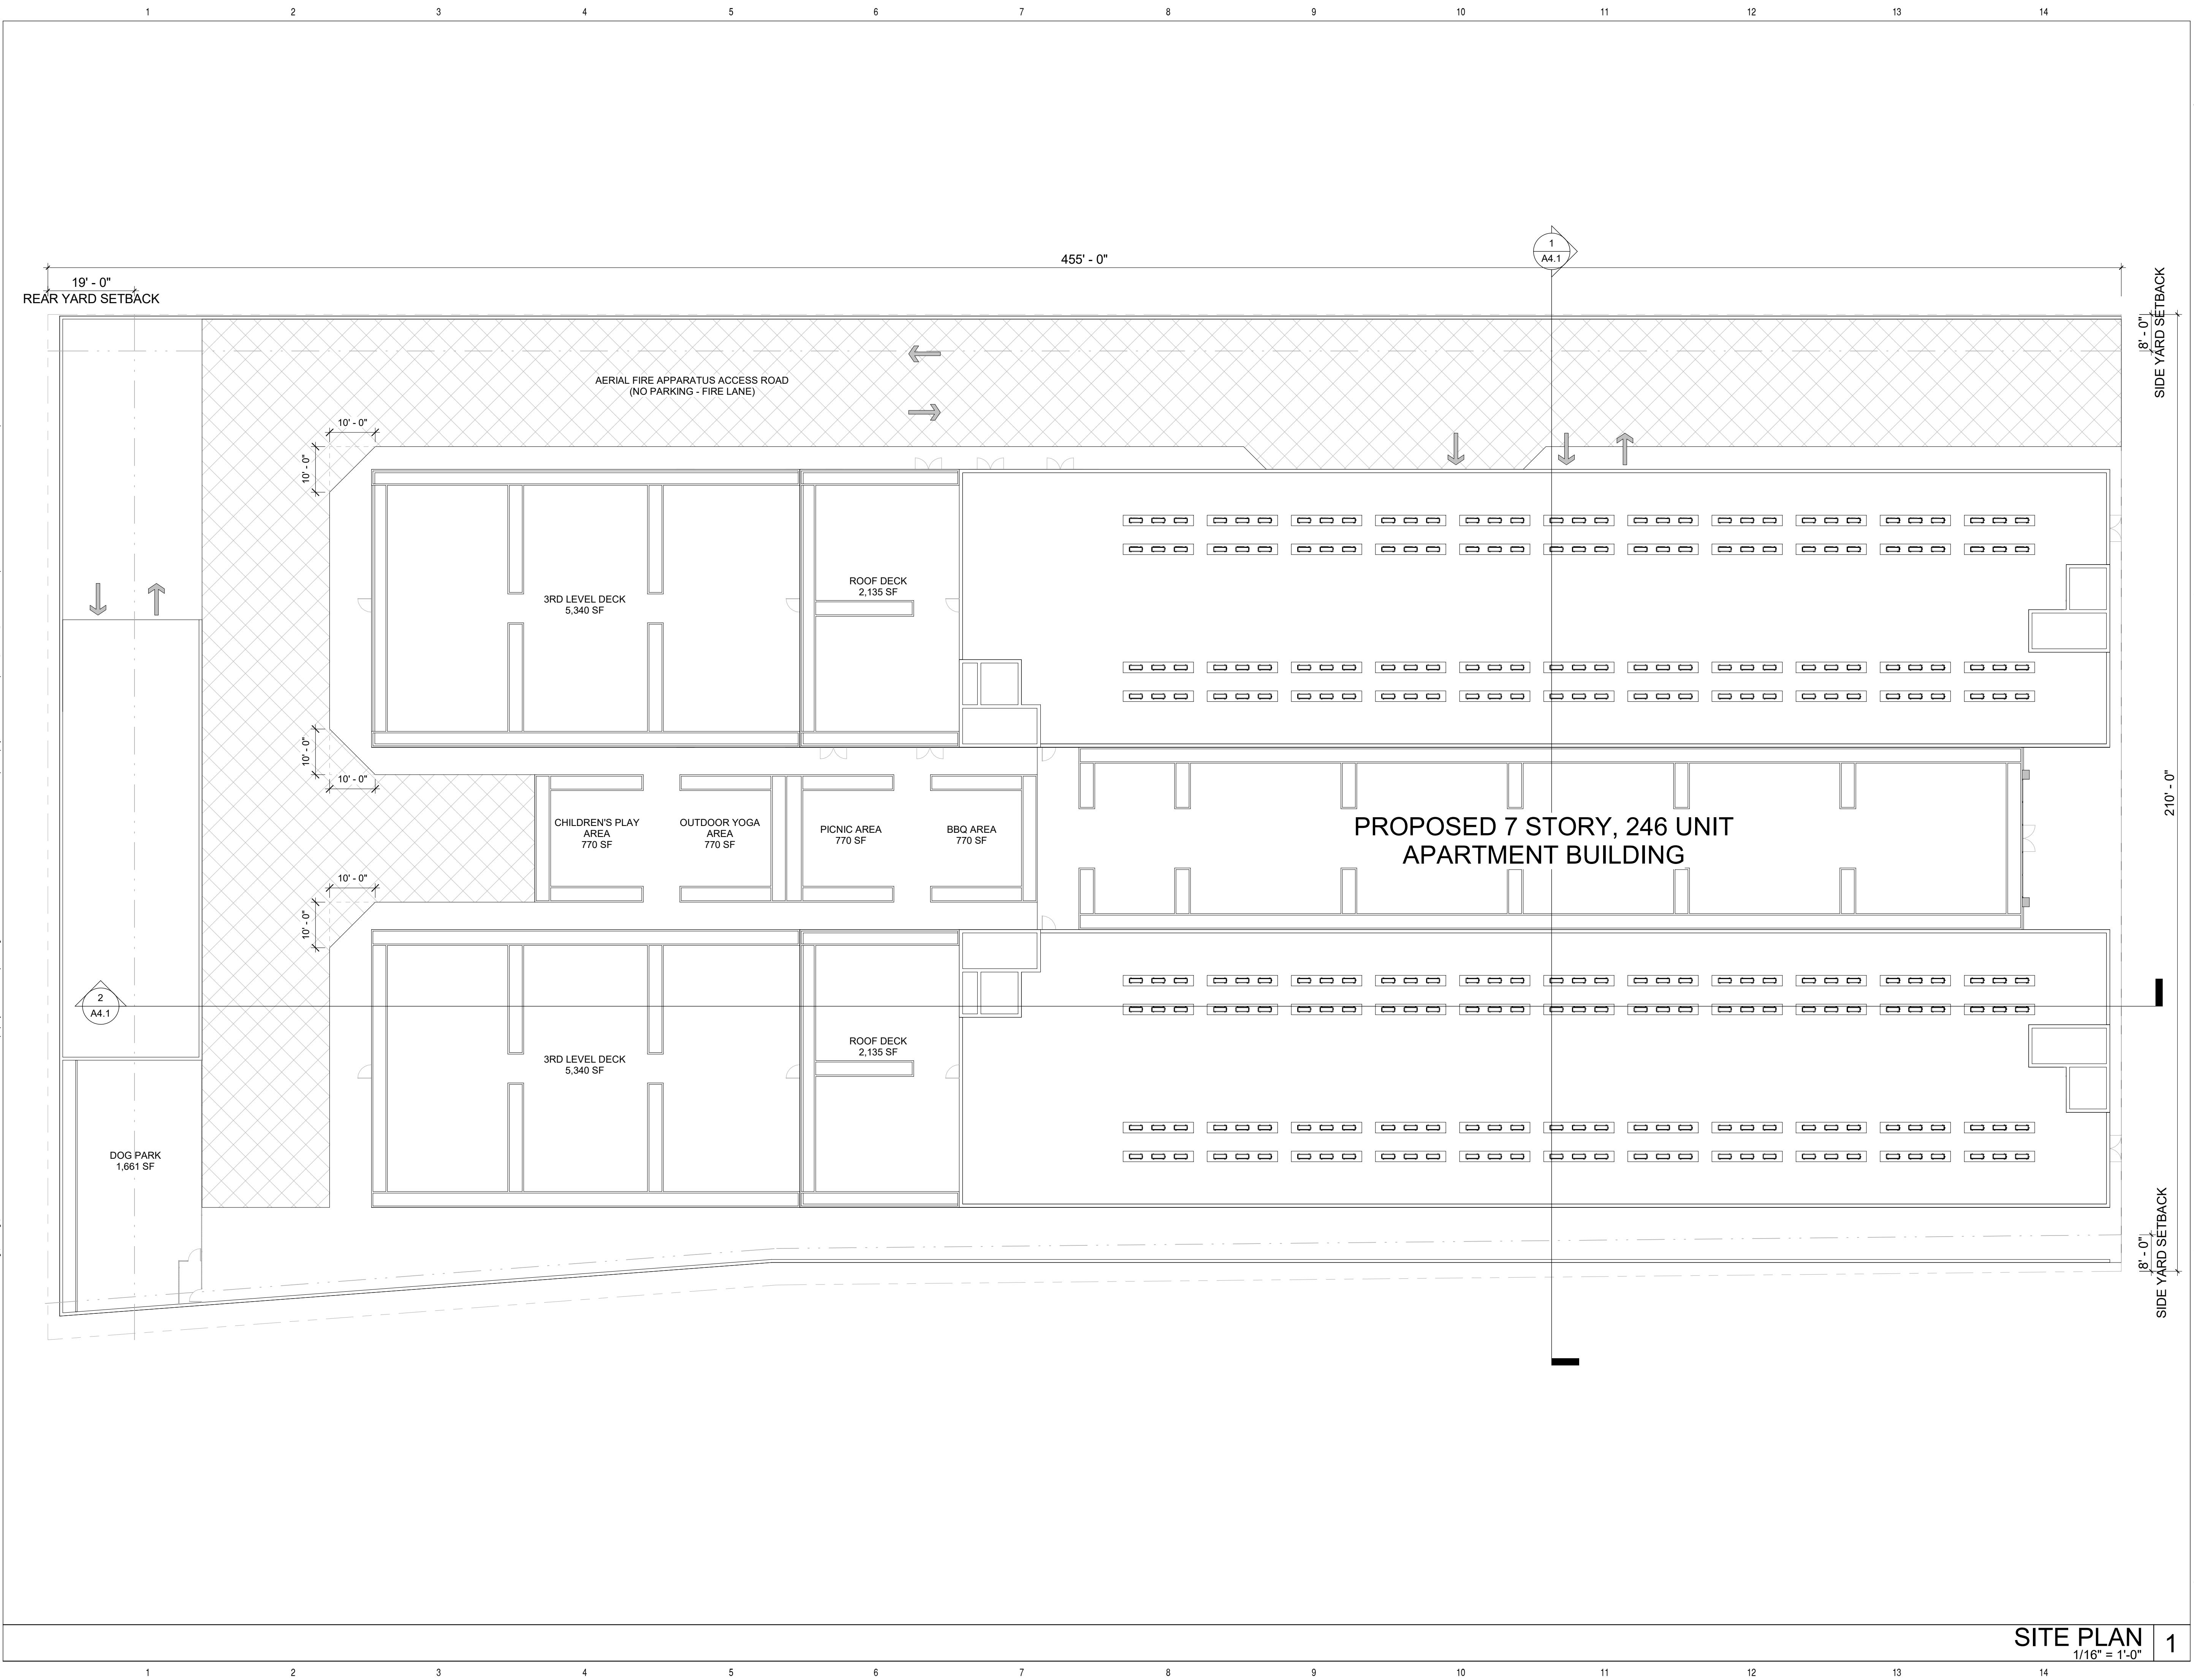 1 2 3 4 5 6 7 8 9 10 11 12 13 14
1
A4.1
455' - 0"
19' - 0"
REAR YARD SETBACK
8' - 0"
SIDE YARD SETBACK
AERIAL FIRE APPARATUS ACCESS ROAD
(NO PARKING - FIRE LANE)
10' - 0"
10' - 0"
3RD LEVEL DECK
5,340 SF
ROOF DECK
2,135 SF
10' - 0"
10' - 0"
CHILDREN'S PLAY
AREA
770 SF
OUTDOOR YOGA
AREA
770 SF
PICNIC AREA
770 SF
BBQ AREA
770 SF
PROPOSED 7 STORY, 246 UNIT
APARTMENT BUILDING
210' - 0"
10' - 0"
10' - 0"
2
A4.1
3RD LEVEL DECK
5,340 SF
ROOF DECK
2,135 SF
DOG PARK
1,661 SF
8' - 0"
SIDE YARD SETBACK
SITE PLAN
1/16" = 1'-0"
1
1 2 3 4 5 6 7 8 9 10 11 12 13 14